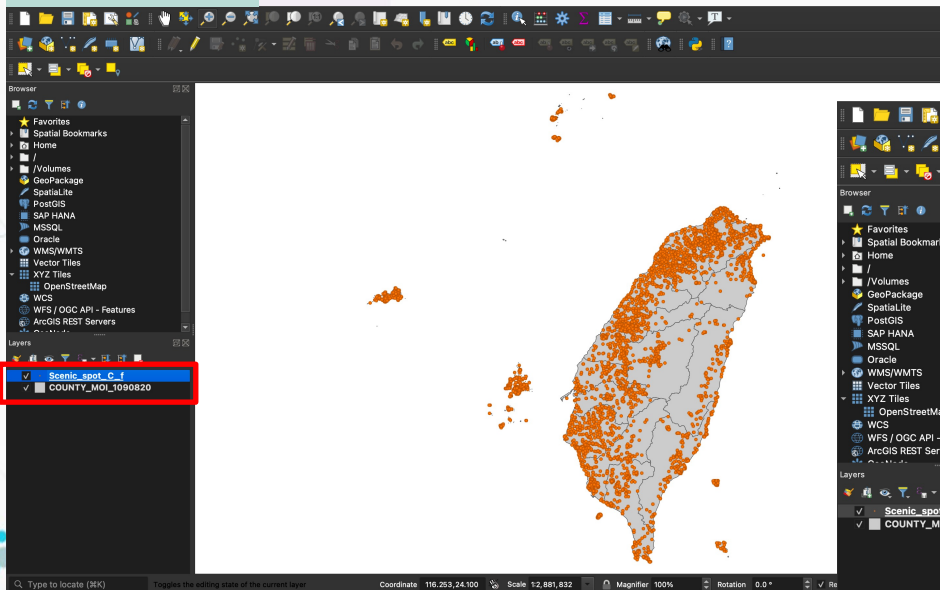 Browser
Favorites
Spatial Bookmarks
Home
/
/Volumes
GeoPackage
SpatiaLite
PostGIS
SAP HANA
MSSQL
Oracle
WMS/WMTS
Vector Tiles
XYZ Tiles
OpenStreetMap
WCS
WFS / OGC API - Features
ArcGIS REST Servers
Layers
Scenic_spot_C_f
COUNTY_MOI_1090820
Type to locate (⌘K)
Toggles the editing state of the current layer
Coordinate 116.253,24.100
Scale 1:2,881,832
Magnifier 100%
Rotation 0.0 °
Re
Browser
Favorites
Spatial Bookmar
Home
/
/Volumes
GeoPackage
SpatiaLite
PostGIS
SAP HANA
MSSQL
Oracle
WMS/WMTS
Vector Tiles
XYZ Tiles
OpenStreetMa
WCS
WFS / OGC API -
ArcGIS REST Ser
Layers
Scenic_spot
COUNTY_M